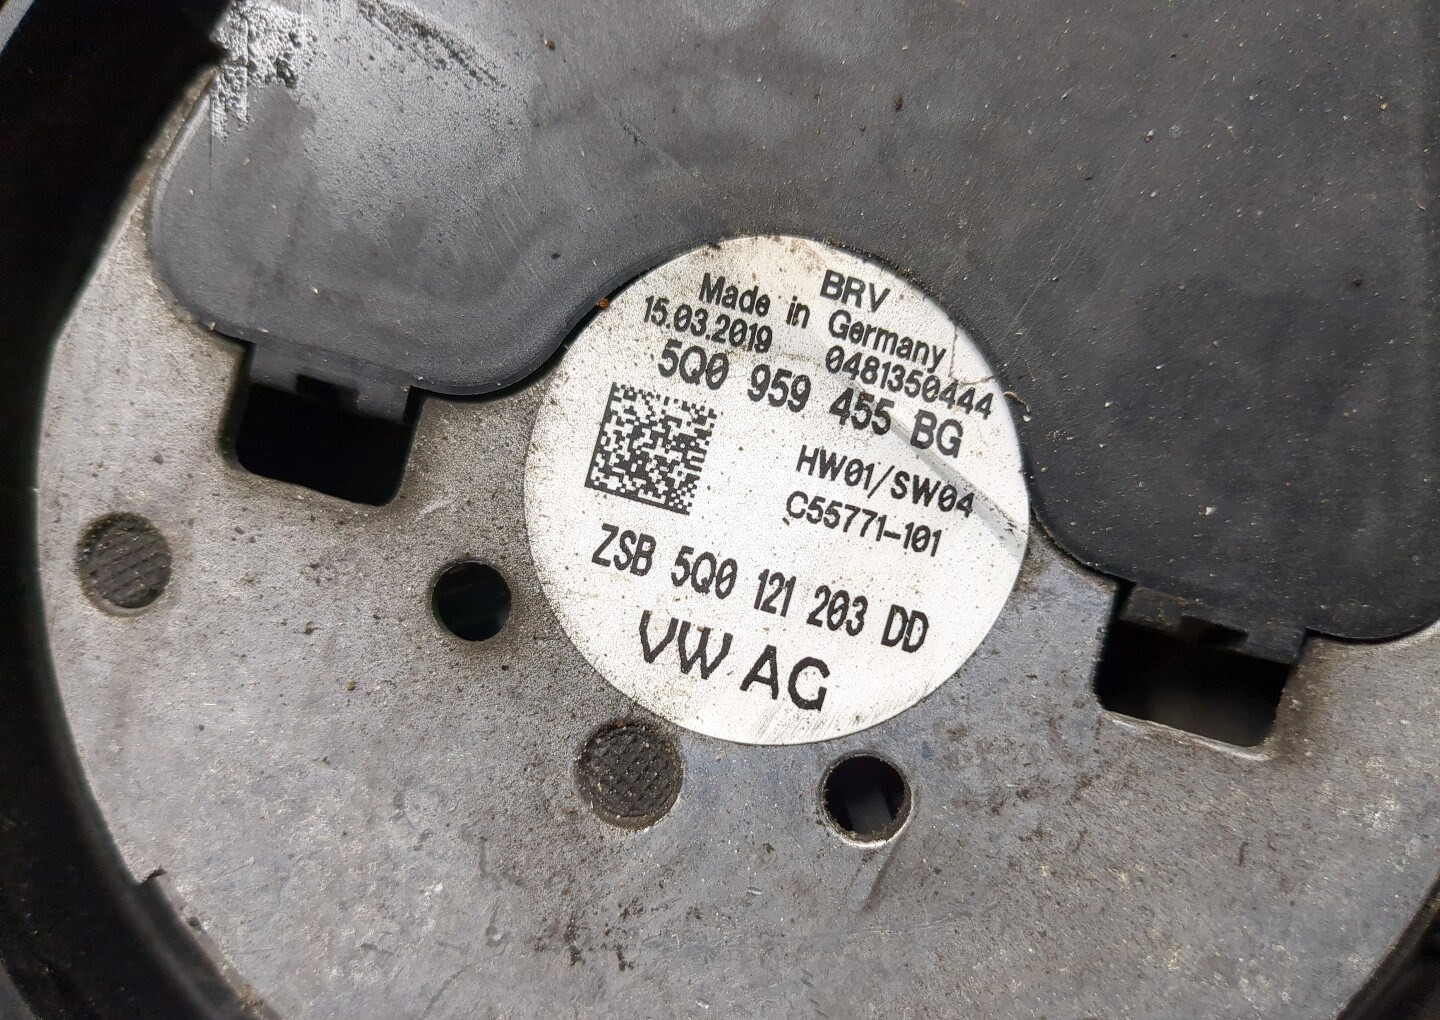 BRV
Made in Germany
15.03.2019 0481350444
5Q0 959 455 BG
HW01/SW04
C55771-101
ZSB 5Q0 121 203 DD
VW AG